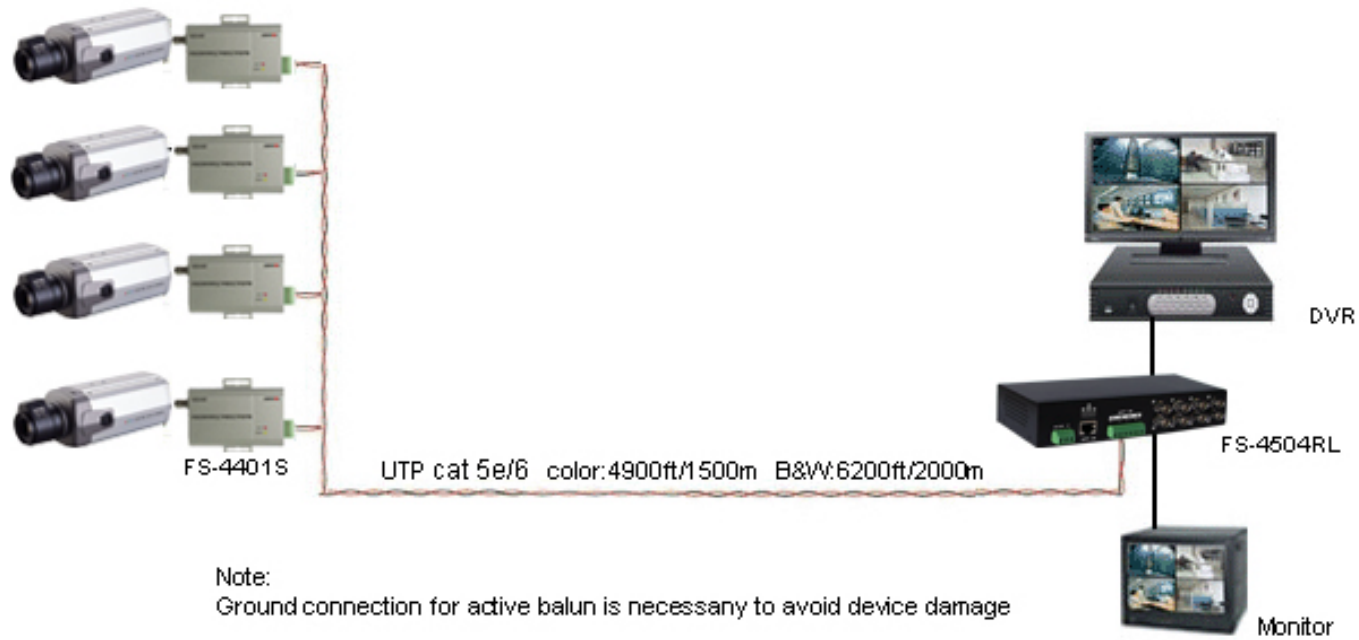 DVR
FS-4504RL
FS-4401S
UTP cat 5e/6 color:4900ft/1500m B&W:6200ft/2000m
Note:
Ground connection for active balun is necessany to avoid device damage
Monitor